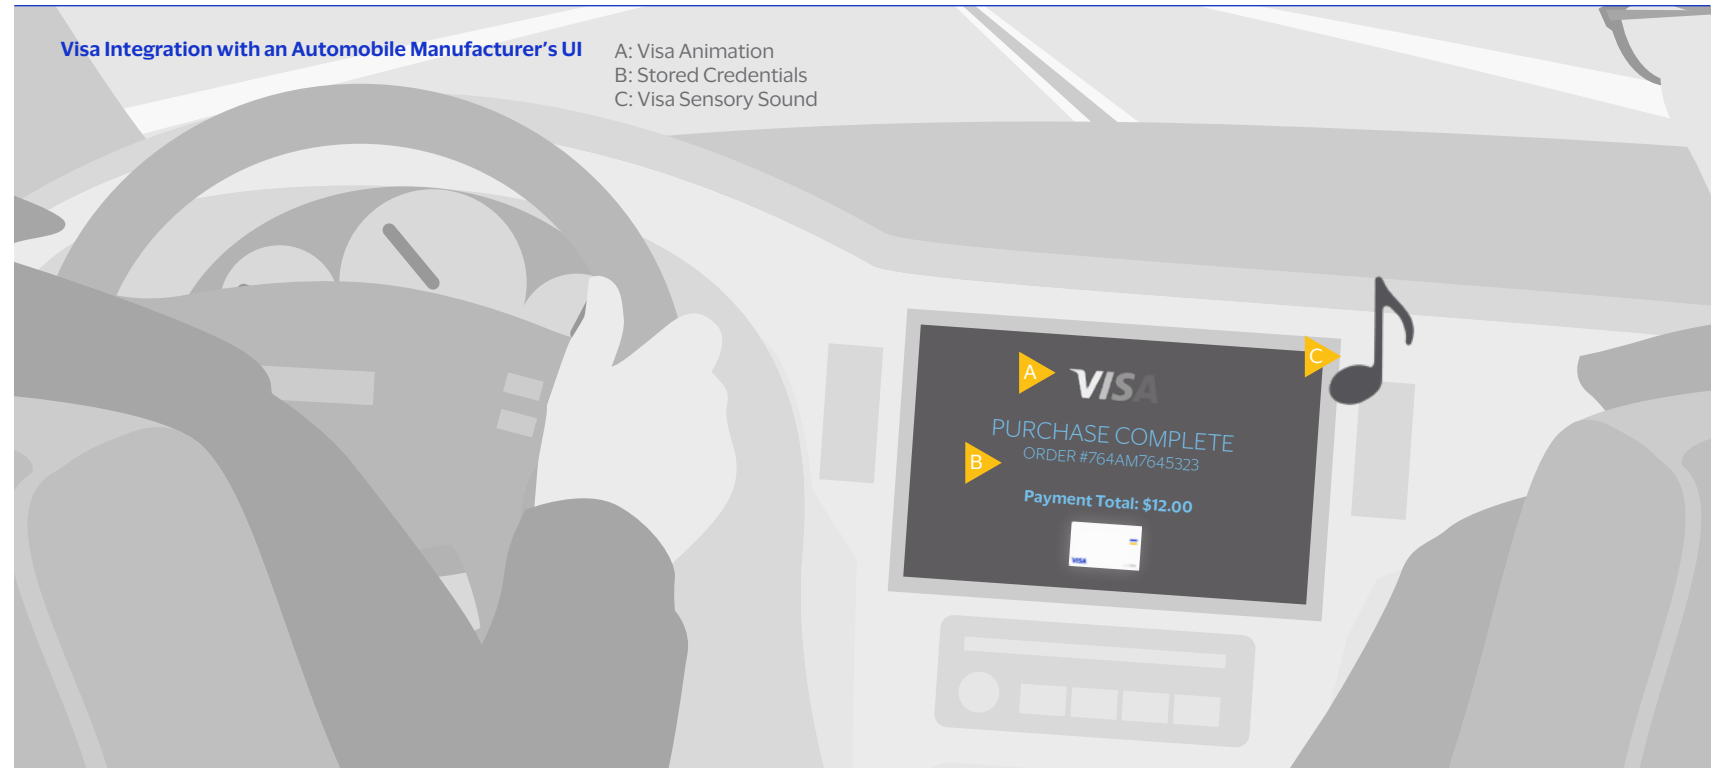 Visa Integration with an Automobile Manufacturer's UI
A: Visa Animation
B: Stored Credentials
C: Visa Sensory Sound
C
A
VISA
PURCHASE COMPLETE
ORDER #764AM7645323
B
Payment Total: $12.00
VISA